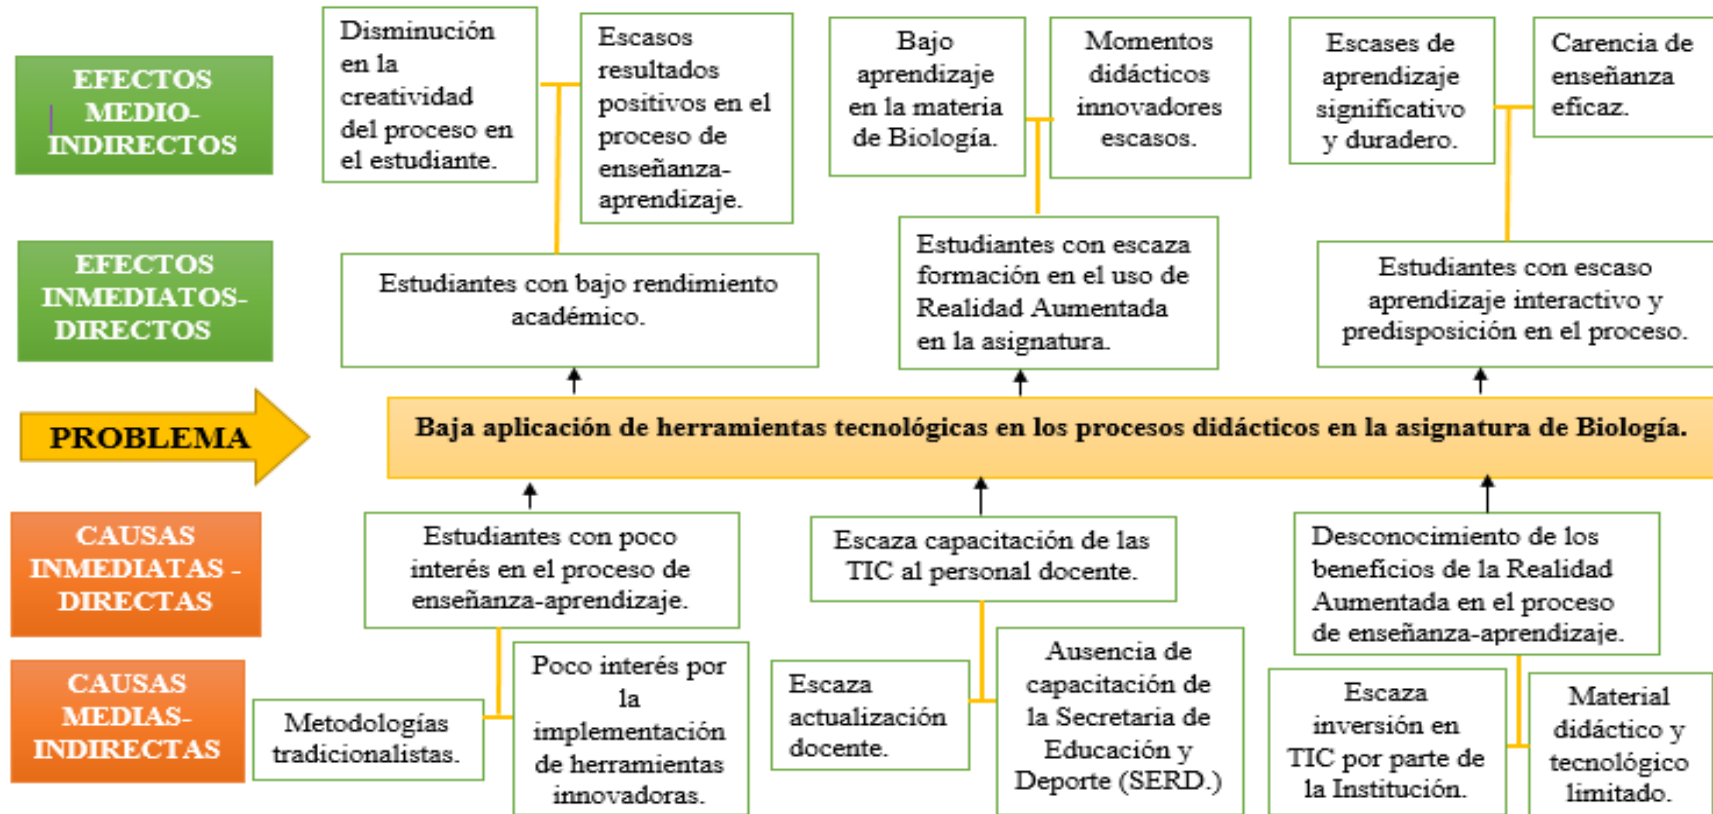 EFECTOS
MEDIO-
INDIRECTOS
Disminución
en la
creatividad
del proceso en
el estudiante.
Escasos
resultados
positivos en el
proceso de
enseñanza-
aprendizaje.
Bajo
aprendizaje
en la materia
de Biología.
Momentos
didácticos
innovadores
escasos.
Escases de
aprendizaje
significativo
y duradero.
Carencia de
enseñanza
eficaz.
EFECTOS
INMEDIATOS-
DIRECTOS
Estudiantes con bajo rendimiento
académico.
Estudiantes con escaza
formación en el uso de
Realidad Aumentada
en la asignatura.
Estudiantes con escaso
aprendizaje interactivo y
predisposición en el proceso.
PROBLEMA
Baja aplicación de herramientas tecnológicas en los procesos didácticos en la asignatura de Biología.
CAUSAS
INMEDIATAS -
DIRECTAS
Estudiantes con poco
interés en el proceso de
enseñanza-aprendizaje.
Escaza capacitación de las
TIC al personal docente.
Desconocimiento de los
beneficios de la Realidad
Aumentada en el proceso
de enseñanza-aprendizaje.
CAUSAS
MEDIAS-
INDIRECTAS
Metodologías
tradicionalistas.
Poco interés por
la
implementación
de herramientas
innovadoras.
Escaza
actualización
docente.
Ausencia de
capacitación de
la Secretaria de
Educación y
Deporte (SERD.)
Escaza
inversión en
TIC por parte de
la Institución.
Material
didáctico y
tecnológico
limitado.